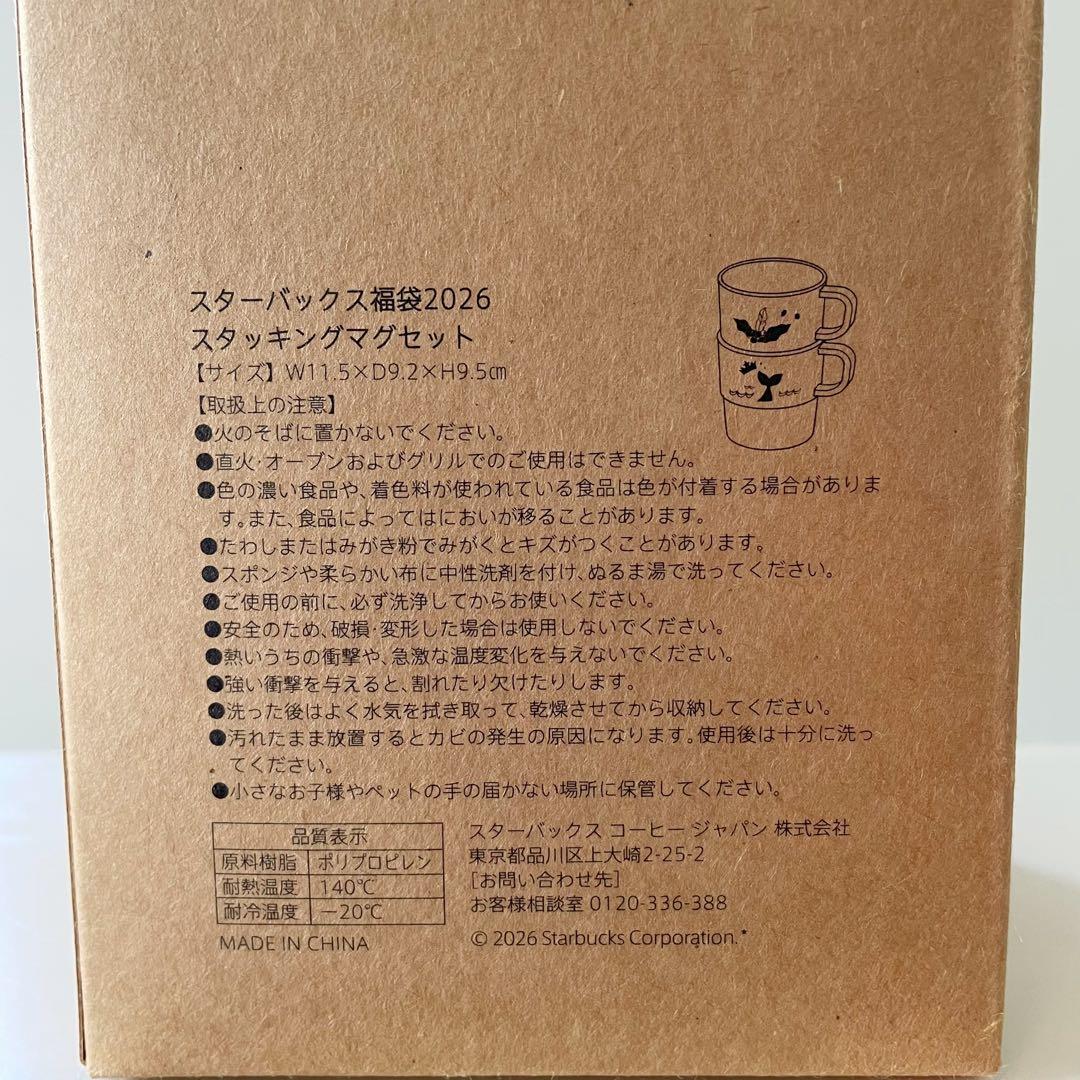 スターバックス福袋2026
スタッキングマグセット
【サイズ】W11.5×D9.2×H9.5㎝
【取扱上の注意】
●火のそばに置かないでください。
●直火・オーブンおよびグリルでのご使用はできません。
●色の濃い食品や、着色料が使われている食品は色が付着する場合がありま
す。また、食品によってはにおいが移ることがあります。
●たわしまたはみがき粉でみがくとキズがつくことがあります。
●スポンジや柔らかい布に中性洗剤を付け、ぬるま湯で洗ってください。
●ご使用の前に、必ず洗浄してからお使いください。
●安全のため、破損・変形した場合は使用しないでください。
●熱いうちの衝撃や、急激な温度変化を与えないでください。
●強い衝撃を与えると、割れたり欠けたりします。
●洗った後はよく水気を拭き取って、乾燥させてから収納してください。
●汚れたまま放置するとカビの発生の原因になります。使用後は十分に洗っ
てください。
●小さなお子様やペットの手の届かない場所に保管してください。
品質表示
原料樹脂 ポリプロピレン
耐熱温度 140℃
耐冷温度 −20℃
MADE IN CHINA
スターバックス コーヒー ジャパン 株式会社
東京都品川区上大崎2-25-2
[お問い合わせ先]
お客様相談室 0120-336-388
© 2026 Starbucks Corporation.*